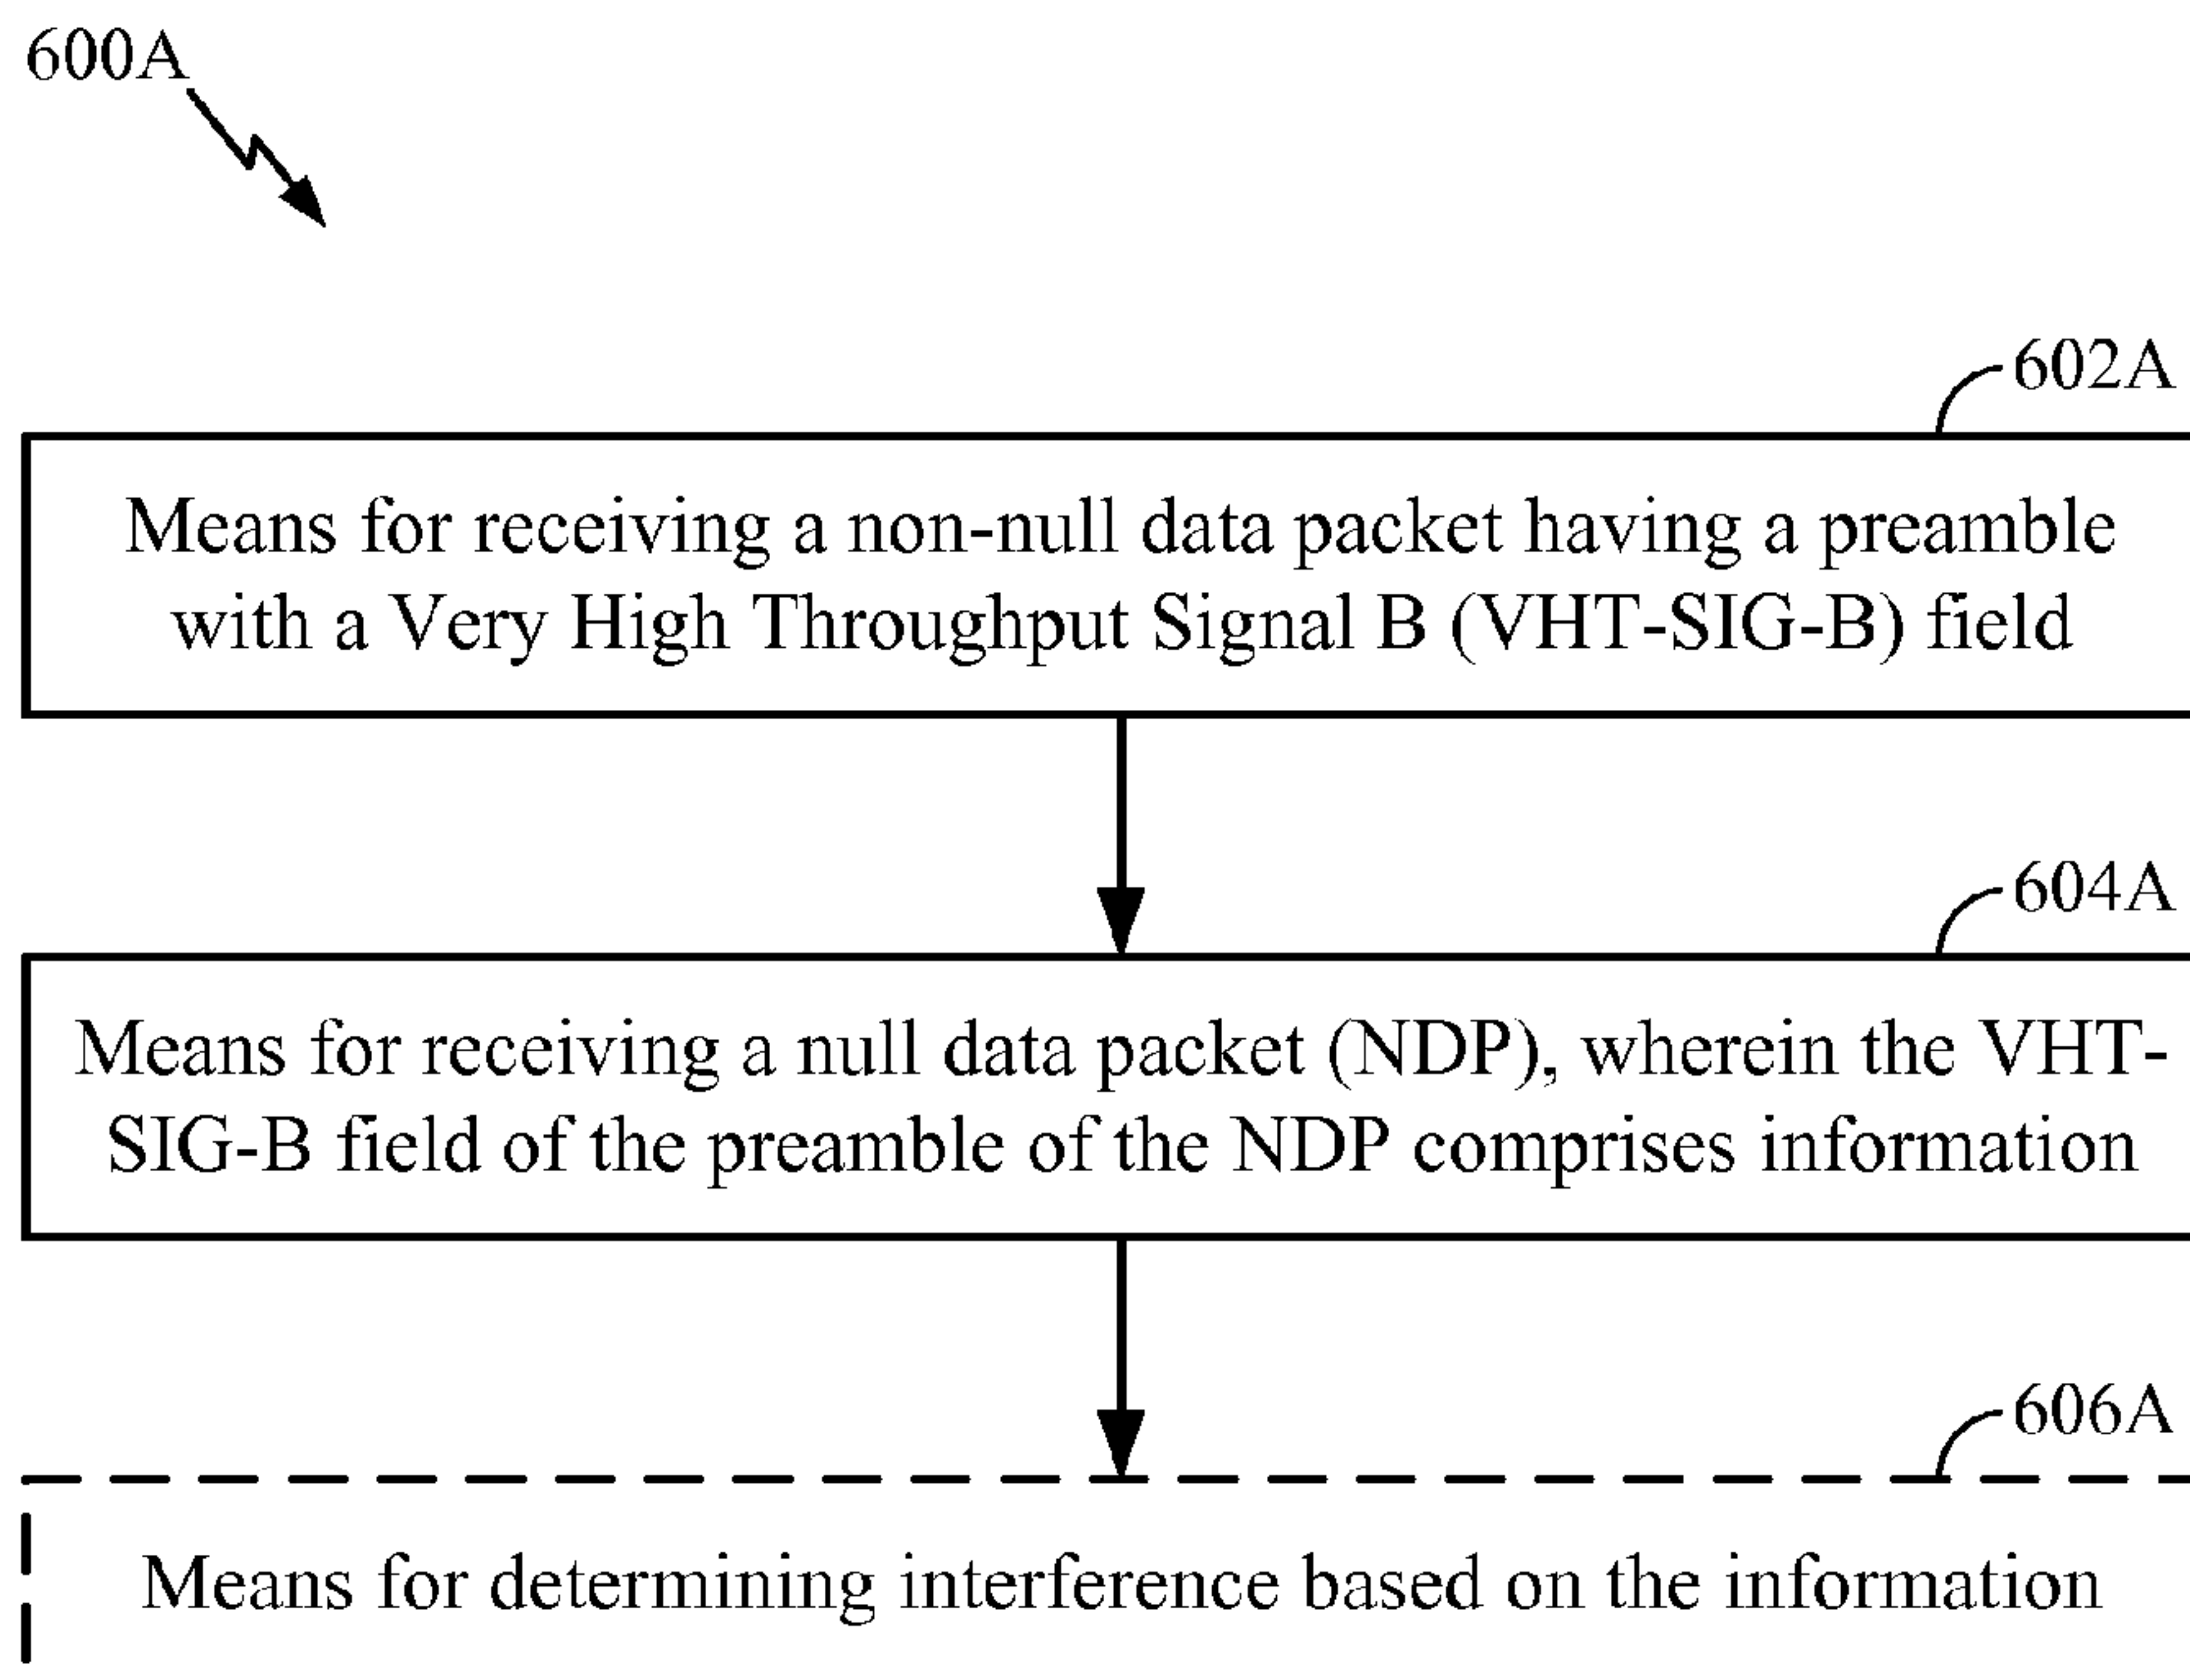 600A
602A
Means for receiving a non-null data packet having a preamble
with a Very High Throughput Signal B (VHT-SIG-B) field
604A
Means for receiving a null data packet (NDP), wherein the VHT-
SIG-B field of the preamble of the NDP comprises information
606A
Means for determining interference based on the information